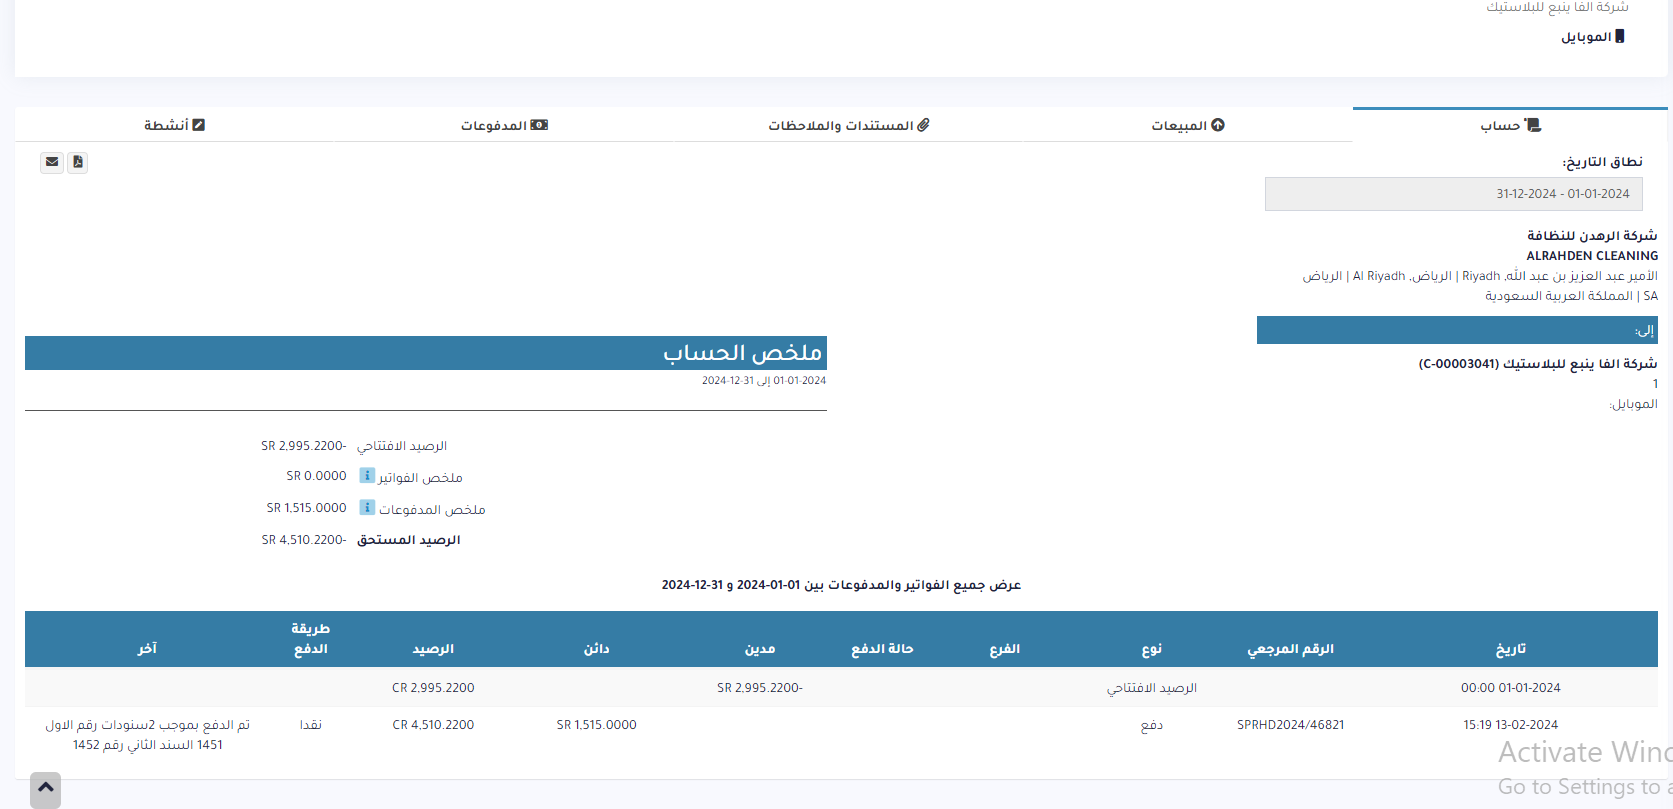 شركة الفا ينبع للبلاستيك
الموبايل
حساب
المبيعات
المستندات والملاحظات
المدفوعات
أنشطة
نطاق التاريخ:
31-12-2024 - 01-01-2024
شركة الرهدن للنظافة
ALRAHDEN CLEANING
الأمير عبد العزيز بن عبد الله, Riyadh | الرياض, Al Riyadh | الرياض
SA | المملكة العربية السعودية
إلى:
شركة الفا ينبع للبلاستيك (C-00003041)
1
الموبايل:
ملخص الحساب
01-01-2024 إلى 31-12-2024
الرصيد الافتتاحي SR 2,995.2200-
ملخص الفواتير SR 0.0000
ملخص المدفوعات SR 1,515.0000
الرصيد المستحق SR 4,510.2200-
عرض جميع الفواتير والمدفوعات بين 01-01-2024 و 31-12-2024
تاريخ الرقم المرجعي نوع الفرع حالة الدفع مدين دائن الرصيد طريقة الدفع آخر
01-01-2024 00:00 الرصيد الافتتاحي SR 2,995.2200- CR 2,995.2200
13-02-2024 15:19 SPRHD2024/46821 دفع SR 1,515.0000 CR 4,510.2200 نقدا تم الدفع بموجب 2سنودات رقم الاول
1451 السند الثاني رقم 1452
Activate
Go to Settings to